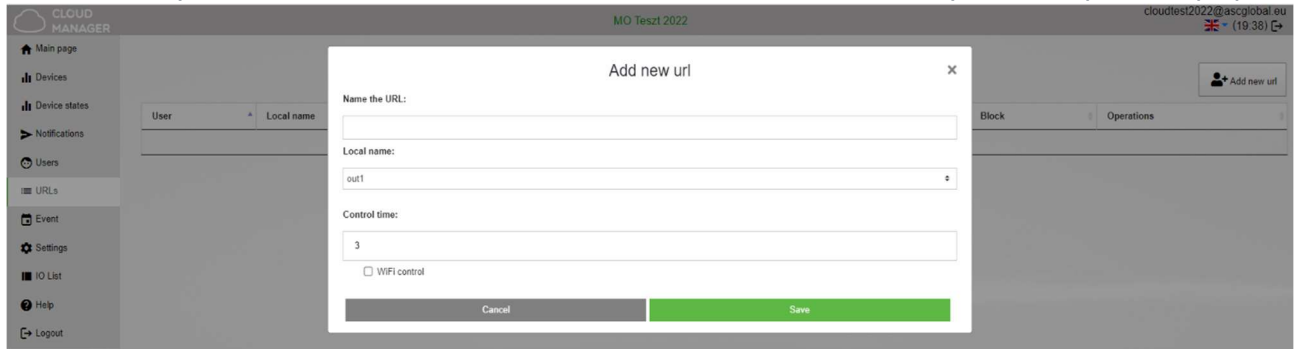 CLOUD
MANAGER
MO Teszt 2022
cloudtest2022@ascglobal.eu
(19:38)
Main page
Devices
Device states
Notifications
Users
URLs
Event
Settings
IO List
Help
Logout
Add new url
User
Local name
Block
Operations
Add new url
×
Name the URL:
Local name:
out1
Control time:
3
WiFi control
Cancel
Save